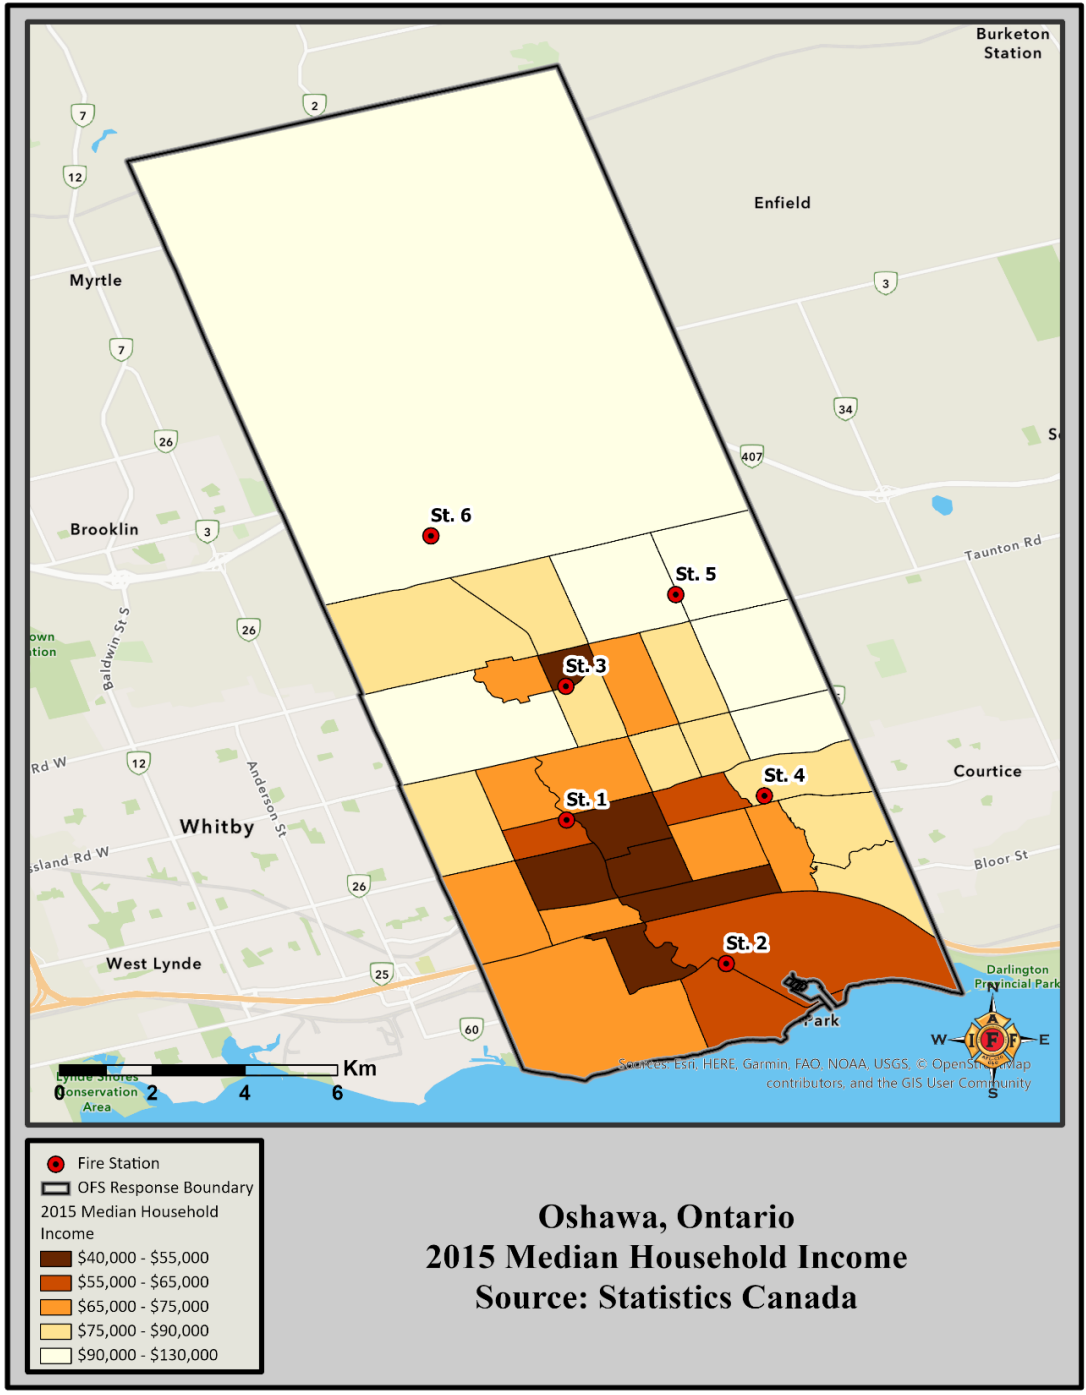 Burketon
Station
2
7
12
Enfield
Myrtle
3
7
34
26
407
St. 6
Brooklin
3
Taunton Rd
St. 5
26
Baldwin St S
St. 3
Rd W
12
Anderson St
Courtice
St. 4
St. 1
Whitby
Rd W
Bloor St
26
West Lynde
St. 2
25
Darlington
Provincial Park
60
Park
N
W
E
S
A
I
F
F
Km
0
2
4
6
Lynde Shores
Conservation
Area
Sources: Esri, HERE, Garmin, FAO, NOAA, USGS, © OpenStreetMap
contributors, and the GIS User Community
Fire Station
OFS Response Boundary
2015 Median Household
Income
$40,000 - $55,000
$55,000 - $65,000
$65,000 - $75,000
$75,000 - $90,000
$90,000 - $130,000
Oshawa, Ontario
2015 Median Household Income
Source: Statistics Canada